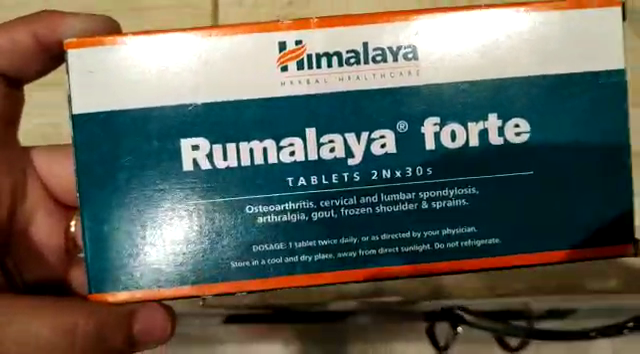 Himalaya
HERBAL HEALTHCARE
Rumalaya® forte
TABLETS 2Nx30s
Osteoarthritis, cervical and lumbar spondylosis,
arthralgia, gout, frozen shoulder & sprains.
DOSAGE: 1 tablet twice daily, or as directed by your physician.
Store in a cool and dry place, away from direct sunlight. Do not refrigerate.